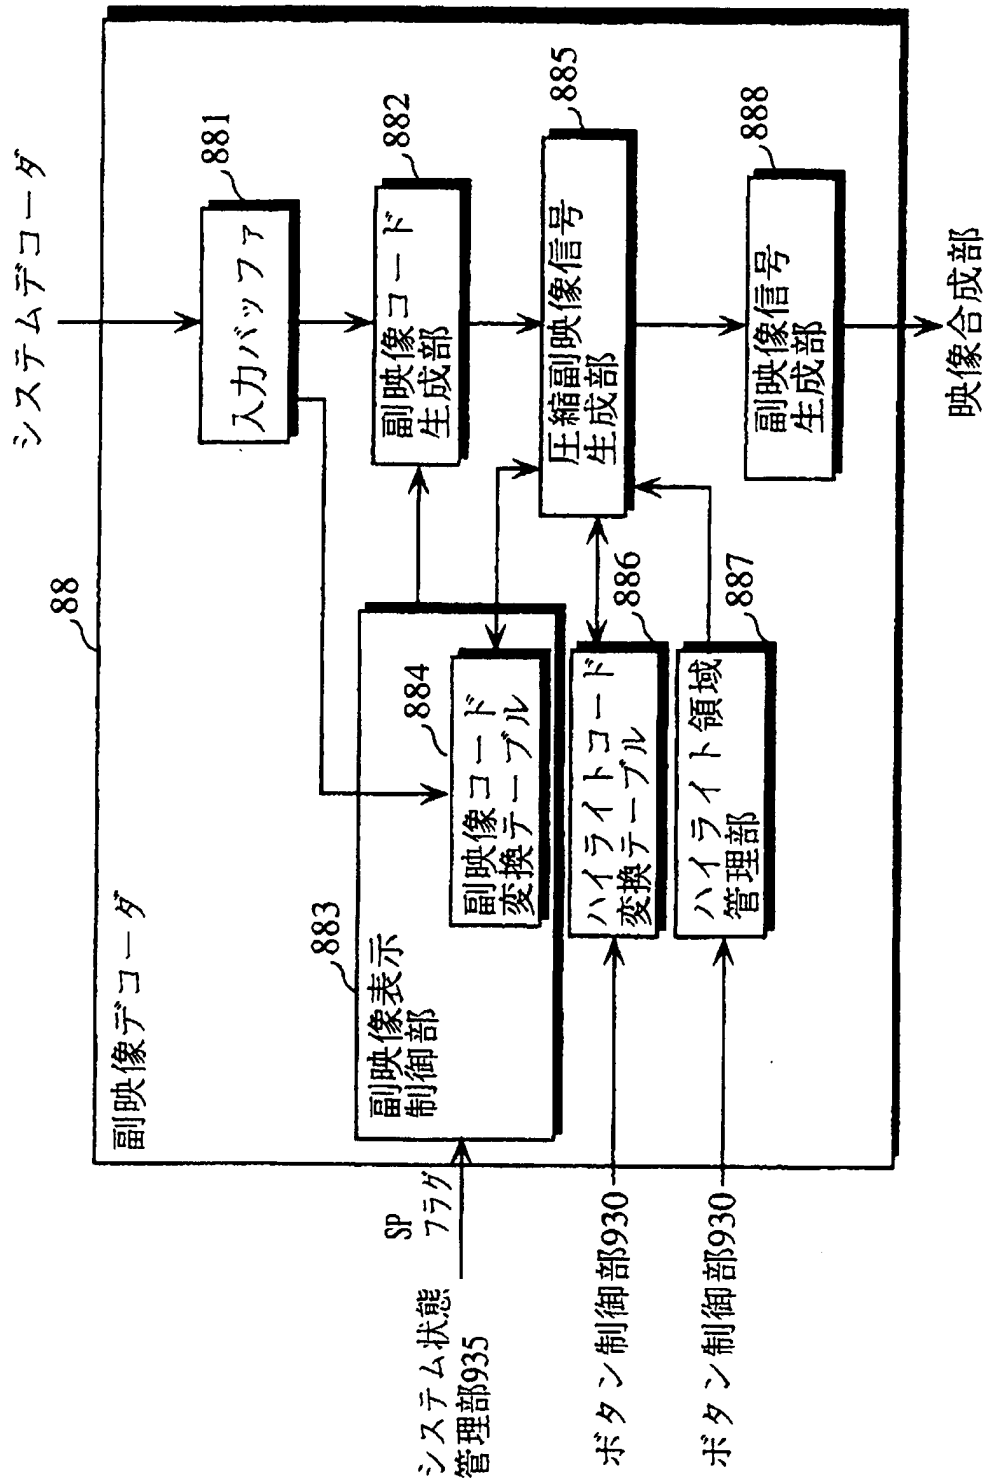 副映像デコーダ
88
システムデコーダ
881
入力バッファ
882
副映像コード
生成部
883
副映像表示
制御部
884
副映像コード
変換テーブル
885
圧縮副映像信号
生成部
886
ハイライトコード
変換テーブル
887
ハイライト領域
管理部
888
副映像信号
生成部
映像合成部
SP
フラグ
システム状態
管理部935
ボタン制御部930
ボタン制御部930